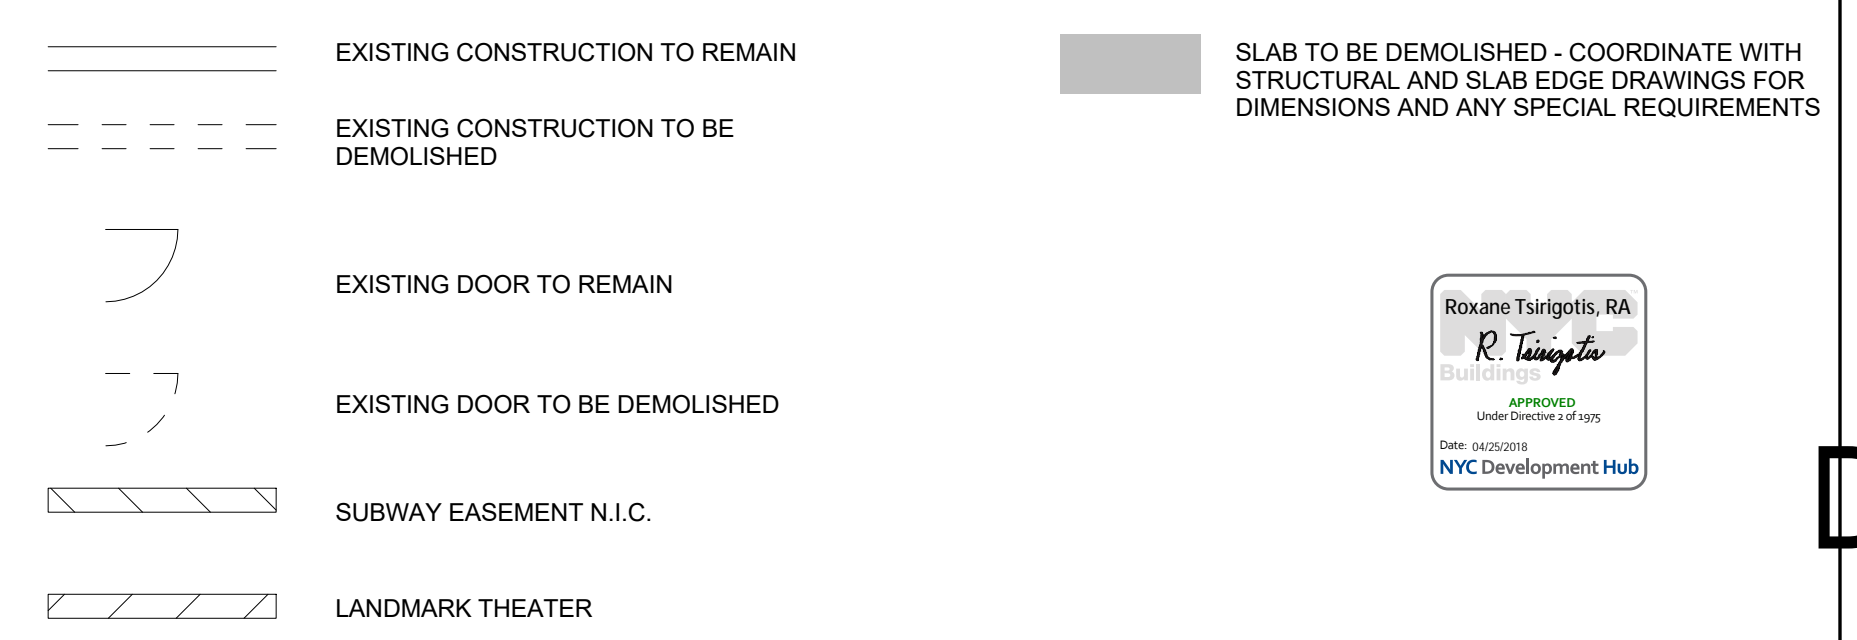 EXISTING CONSTRUCTION TO REMAIN
EXISTING CONSTRUCTION TO BE
DEMOLISHED
EXISTING DOOR TO REMAIN
EXISTING DOOR TO BE DEMOLISHED
SUBWAY EASEMENT N.I.C.
LANDMARK THEATER
SLAB TO BE DEMOLISHED - COORDINATE WITH
STRUCTURAL AND SLAB EDGE DRAWINGS FOR
DIMENSIONS AND ANY SPECIAL REQUIREMENTS
NYC
Roxane Tsirigotis, RA
R. Tsirigotis
Buildings
APPROVED
Under Directive 2 of 1975
Date: 04/25/2018
NYC Development Hub